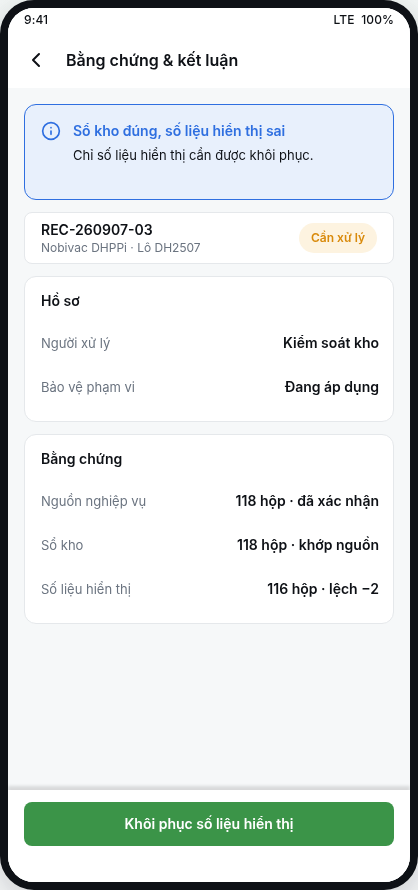 9:41
LTE 100%
Bằng chứng & kết luận
Sổ kho đúng, số liệu hiển thị sai
Chỉ số liệu hiển thị cần được khôi phục.
REC-260907-03
Nobivac DHPPi · Lô DH2507
Cần xử lý
Hồ sơ
Người xử lý
Kiểm soát kho
Bảo vệ phạm vi
Đang áp dụng
Bằng chứng
Nguồn nghiệp vụ
118 hộp · đã xác nhận
Sổ kho
118 hộp · khớp nguồn
Số liệu hiển thị
116 hộp · lệch −2
Khôi phục số liệu hiển thị